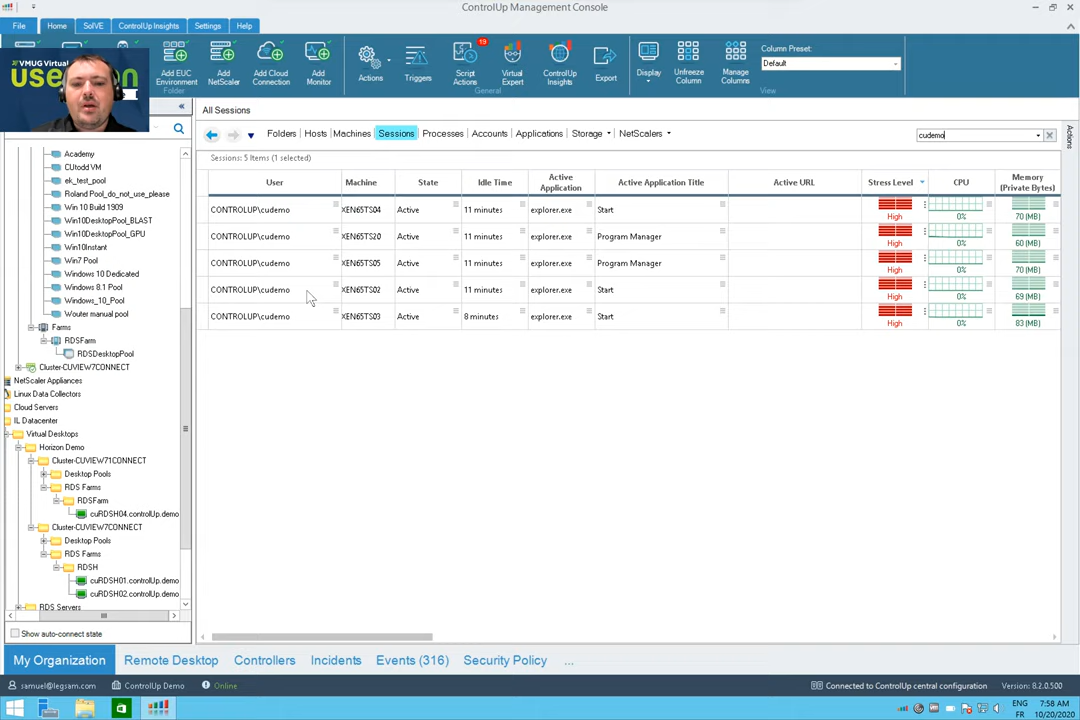 ControlUp Management Console
File Home SolVE ControlUp Insights Settings Help
VMUG Virtual
Add EUC Environment
Add NetScaler
Add Cloud Connection
Add Monitor
Actions
Triggers
19
Script Actions
Virtual Expert
ControlUp Insights
Export
Display
Unfreeze Column
Manage Columns
Column Preset:
Default
Folder
General
View
All Sessions
Folders Hosts Machines Sessions Processes Accounts Applications Storage NetScalers
cudemo
Actions
Sessions: 5 Items (1 selected)
User Machine State Idle Time Active Application Active Application Title Active URL Stress Level CPU Memory (Private Bytes)
CONTROLUP\cudemo XEN65TS04 Active 11 minutes explorer.exe Start High 0% 70 (MB)
CONTROLUP\cudemo XEN65TS20 Active 11 minutes explorer.exe Program Manager High 0% 60 (MB)
CONTROLUP\cudemo XEN65TS05 Active 11 minutes explorer.exe Program Manager High 0% 70 (MB)
CONTROLUP\cudemo XEN65TS02 Active 11 minutes explorer.exe Start High 0% 69 (MB)
CONTROLUP\cudemo XEN65TS03 Active 8 minutes explorer.exe Start High 0% 83 (MB)
Academy
CUtodd VM
ek_test_pool
Roland Pool_do_not_use_please
Win 10 Build 1909
Win10DesktopPool_BLAST
Win10DesktopPool_GPU
Win10Instant
Win7 Pool
Windows 10 Dedicated
Windows 8.1 Pool
Windows_10_Pool
Wouter manual pool
Farms
RDSFarm
RDSDesktopPool
Cluster-CUVIEW7CONNECT
NetScaler Appliances
Linux Data Collectors
Cloud Servers
IL Datacenter
Virtual Desktops
Horizon Demo
Cluster-CUVIEW71CONNECT
Desktop Pools
RDS Farms
RDSFarm
cuRDSH04.controlUp.demo
Cluster-CUVIEW7CONNECT
Desktop Pools
RDS Farms
RDSH
cuRDSH01.controlUp.demo
cuRDSH02.controlUp.demo
RDS Servers
Show auto-connect state
My Organization Remote Desktop Controllers Incidents Events (316) Security Policy ...
samuel@legsam.com ControlUp Demo Online Connected to ControlUp central configuration Version: 8.2.0.500
ENG 7:58 AM
FR 10/20/2020